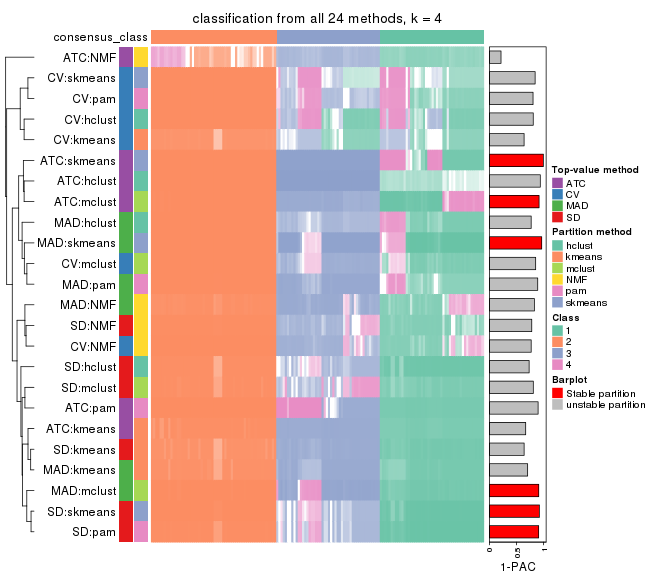 classification from all 24 methods, k = 4
consensus_class
ATC:NMF
CV:skmeans
CV:pam
CV:hclust
CV:kmeans
ATC:skmeans
ATC:hclust
ATC:mclust
MAD:hclust
MAD:skmeans
CV:mclust
MAD:pam
MAD:NMF
SD:NMF
CV:NMF
SD:hclust
SD:mclust
ATC:pam
ATC:kmeans
SD:kmeans
MAD:kmeans
MAD:mclust
SD:skmeans
SD:pam
0
0.5
1
1-PAC
Top-value method
ATC
CV
MAD
SD
Partition method
hclust
kmeans
mclust
NMF
pam
skmeans
Class
1
2
3
4
Barplot
Stable partition
unstable partition